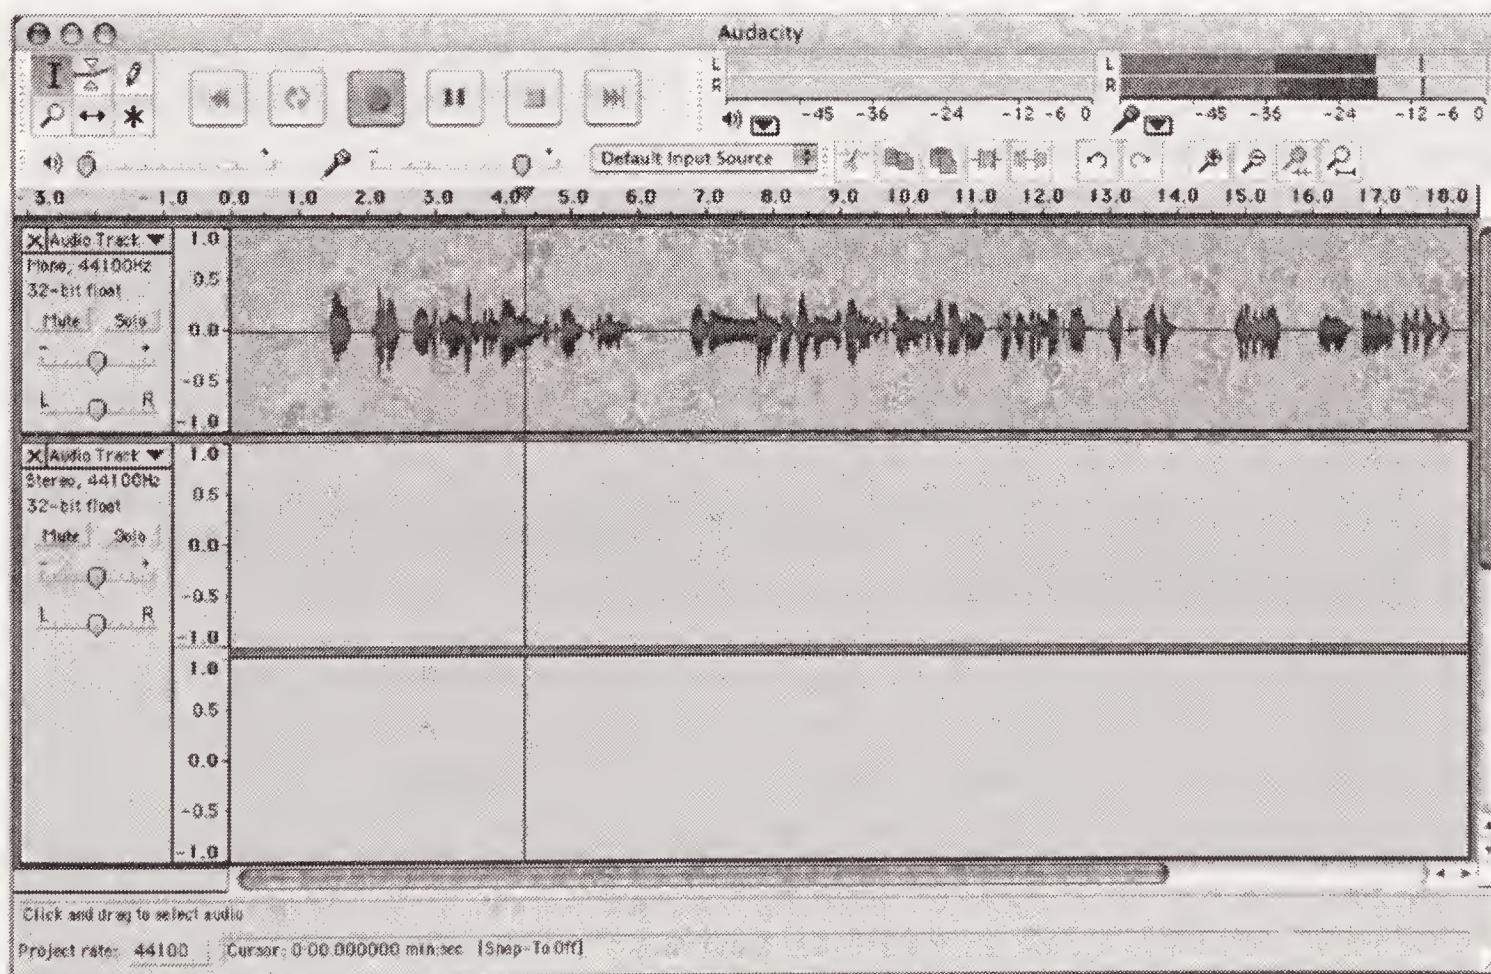 Audacity
L
R
-45 -36 -24 -12 -6 0
L
R
-45 -36 -24 -12 -6 0
Default Input Source
- 3.0 - 1.0 0.0 1.0 2.0 3.0 4.0 5.0 6.0 7.0 8.0 9.0 10.0 11.0 12.0 13.0 14.0 15.0 16.0 17.0 18.0
X Audio Track 1.0
Mono, 44100Hz
32-bit float 0.5
Mute Solo 0.0
- +
-0.5
L R
-1.0
X Audio Track 1.0
Stereo, 44100Hz
32-bit float 0.5
Mute Solo 0.0
- +
-0.5
L R
-1.0
1.0
0.5
0.0
-0.5
-1.0
Click and drag to select audio
Project rate: 44100 Cursor: 0:00.000000 min:sec [Snap-To Off]